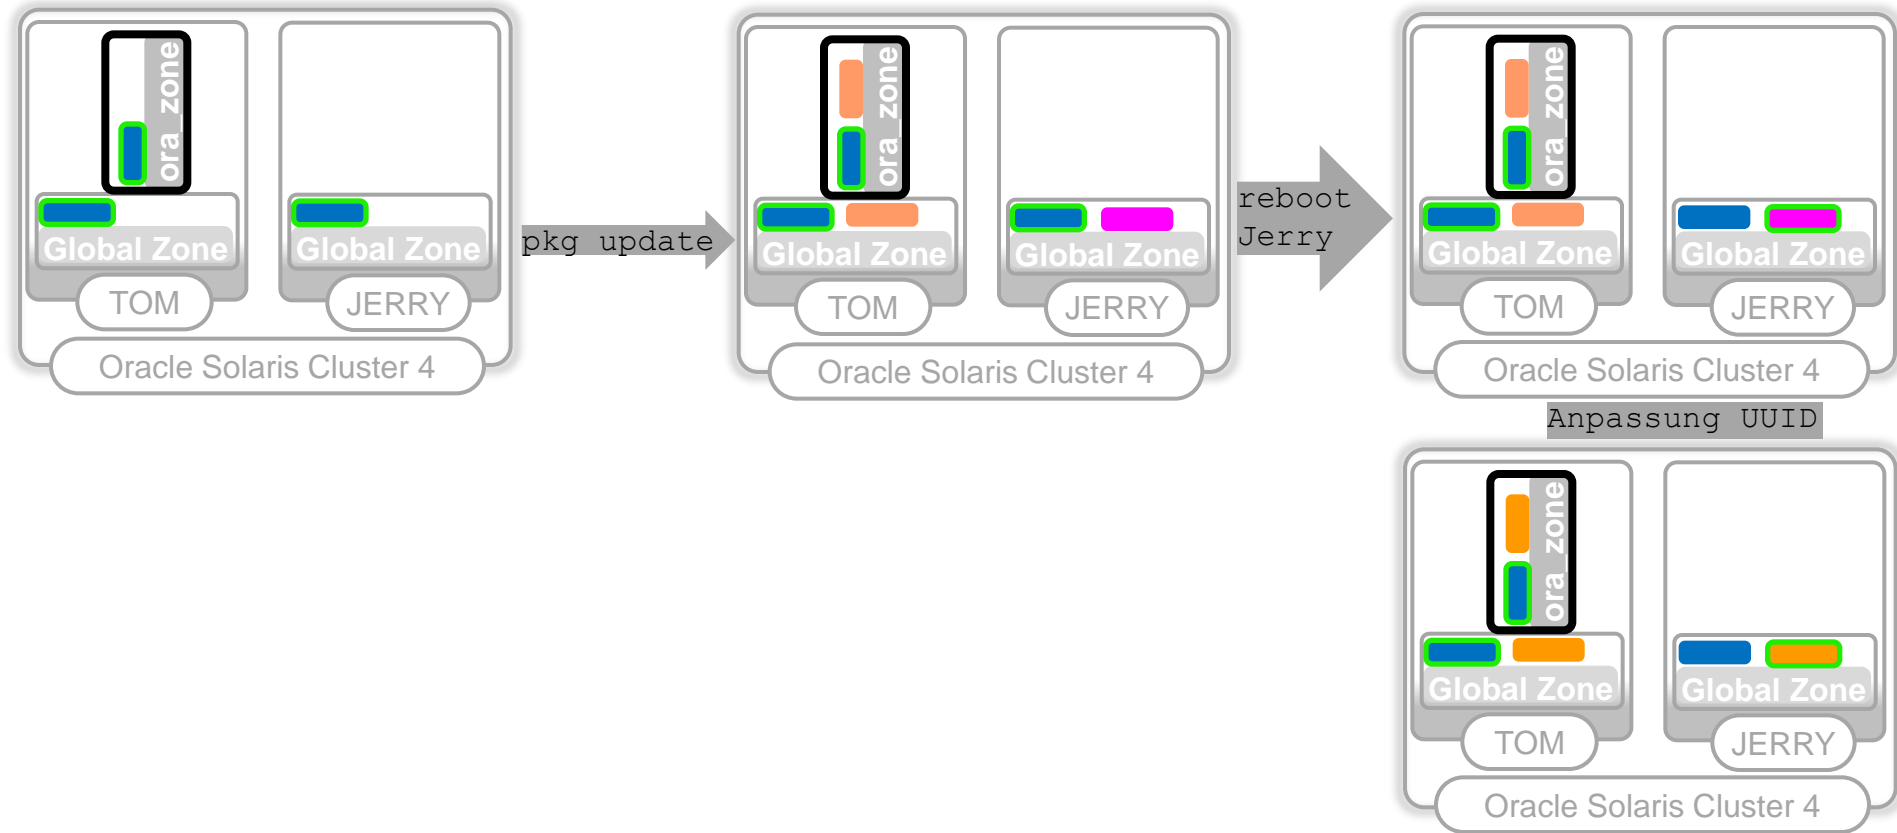 ora_zone
Global Zone
Global Zone
TOM
JERRY
Oracle Solaris Cluster 4
pkg update
ora_zone
Global Zone
Global Zone
TOM
JERRY
Oracle Solaris Cluster 4
reboot
Jerry
ora_zone
Global Zone
Global Zone
TOM
JERRY
Oracle Solaris Cluster 4
Anpassung UUID
ora_zone
Global Zone
Global Zone
TOM
JERRY
Oracle Solaris Cluster 4